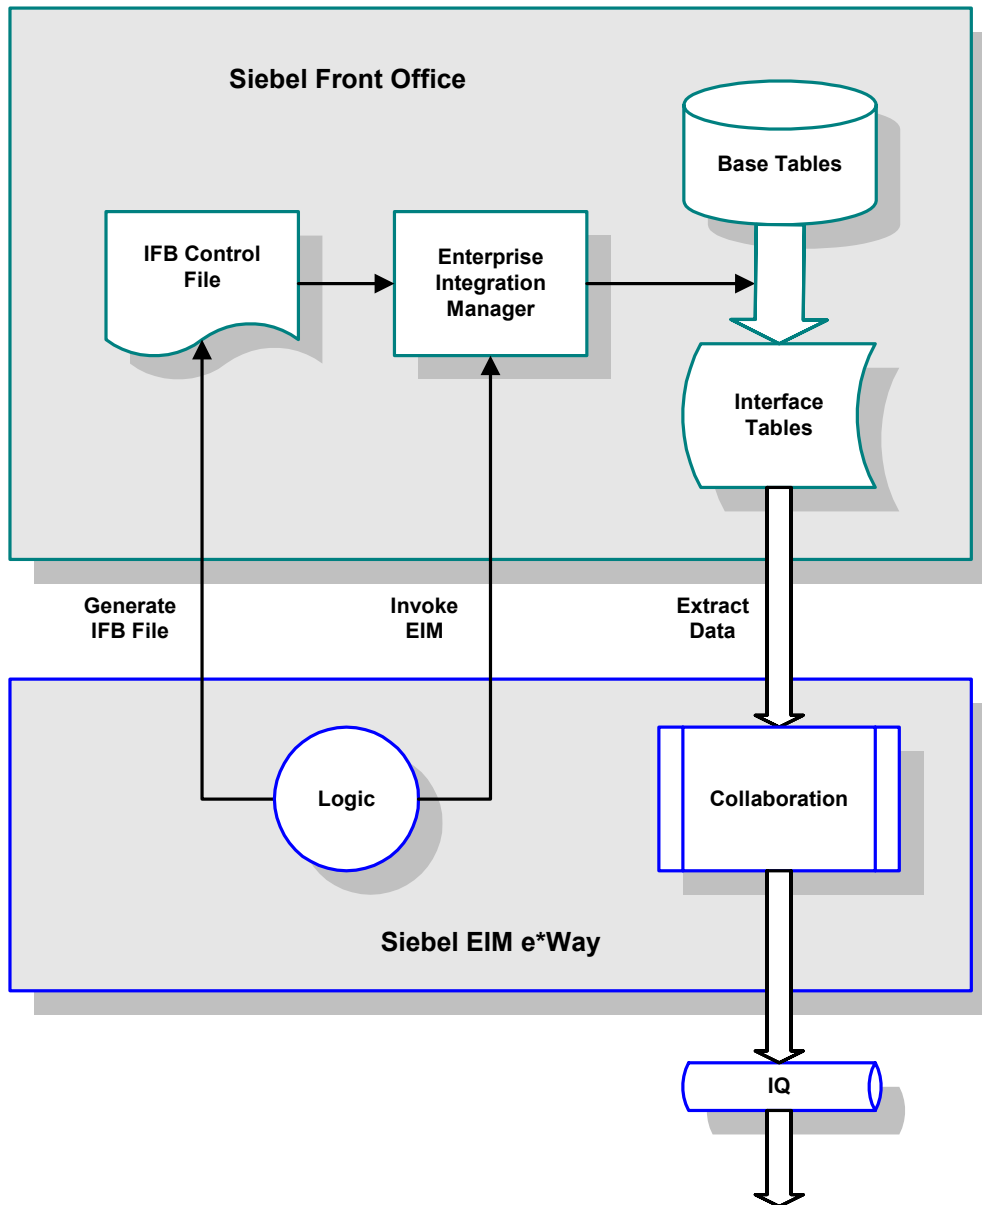 Siebel Front Office
Base Tables
IFB Control
File
Enterprise
Integration
Manager
Interface
Tables
Generate
IFB File
Invoke
EIM
Extract
Data
Logic
Collaboration
Siebel EIM e*Way
IQ